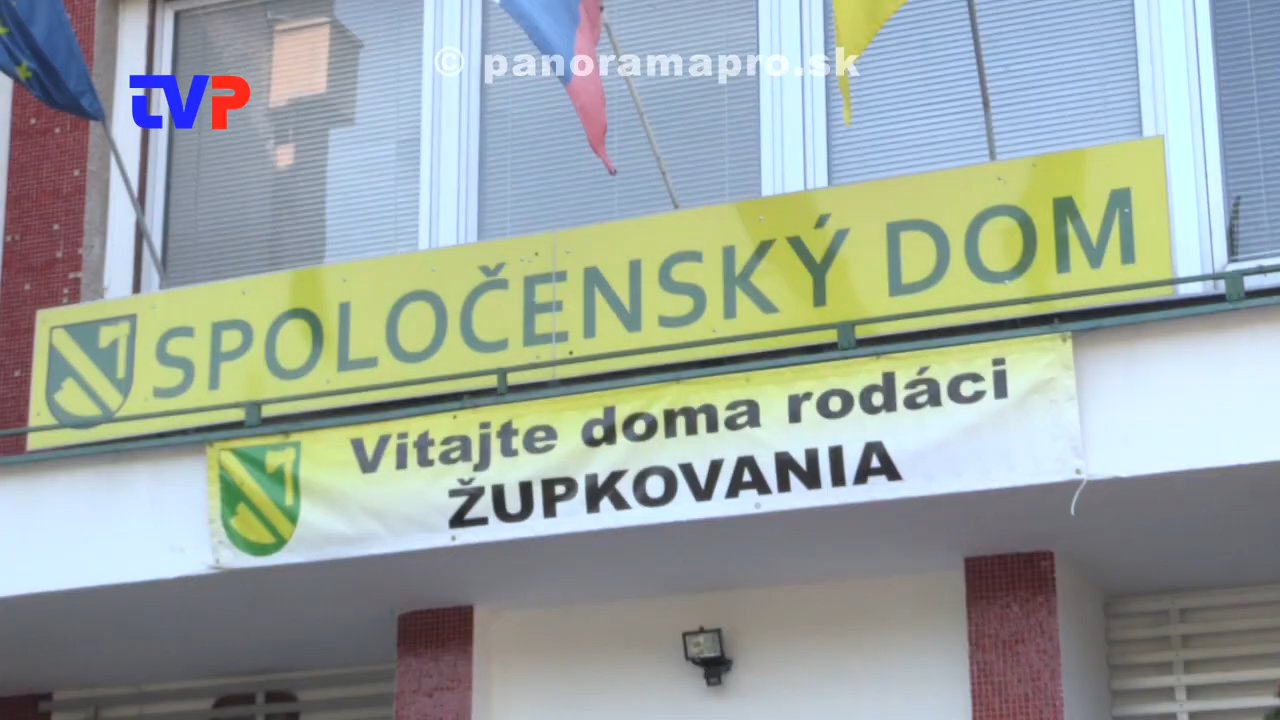 © panoramapro.sk
TVP
SPOLOČENSKÝ DOM
Vitajte doma rodáci
ŽUPKOVANIA